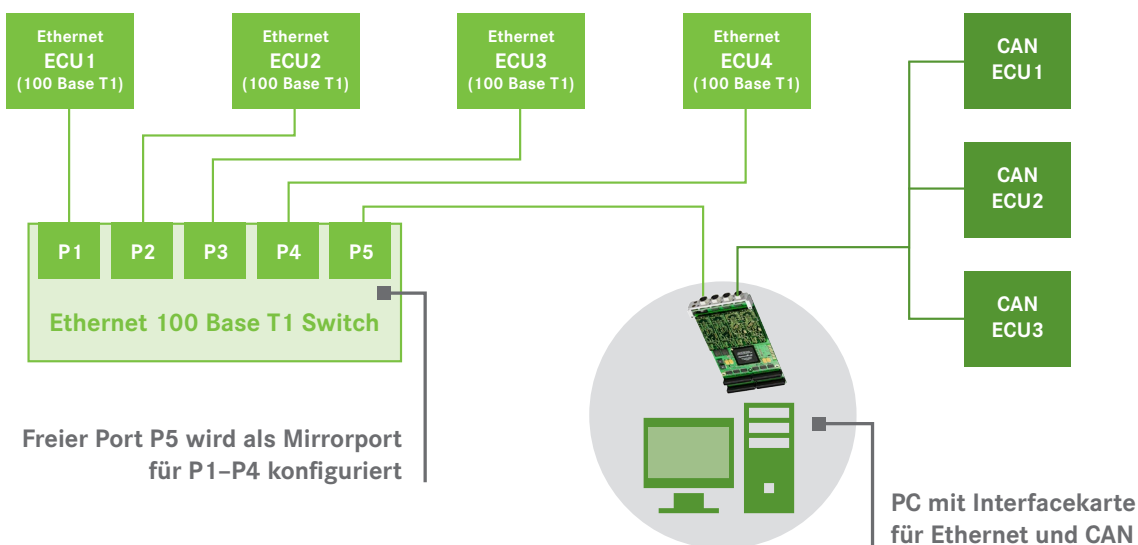 Ethernet
ECU1
(100 Base T1)
Ethernet
ECU2
(100 Base T1)
Ethernet
ECU3
(100 Base T1)
Ethernet
ECU4
(100 Base T1)
CAN
ECU1
CAN
ECU2
CAN
ECU3
P1
P2
P3
P4
P5
Ethernet 100 Base T1 Switch
Freier Port P5 wird als Mirrorport
für P1–P4 konfiguriert
PC mit Interfacekarte
für Ethernet und CAN